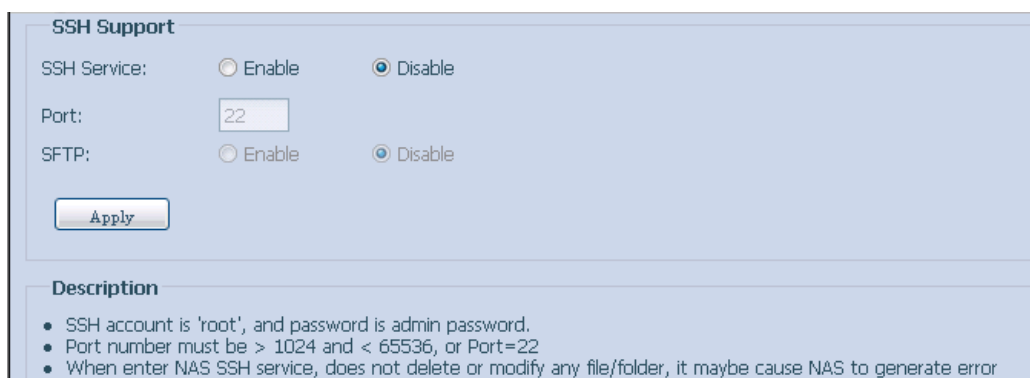 SSH Support
SSH Service: Enable Disable
Port: 22
SFTP: Enable Disable
Apply
Description
• SSH account is 'root', and password is admin password.
• Port number must be > 1024 and < 65536, or Port=22
• When enter NAS SSH service, does not delete or modify any file/folder, it maybe cause NAS to generate error